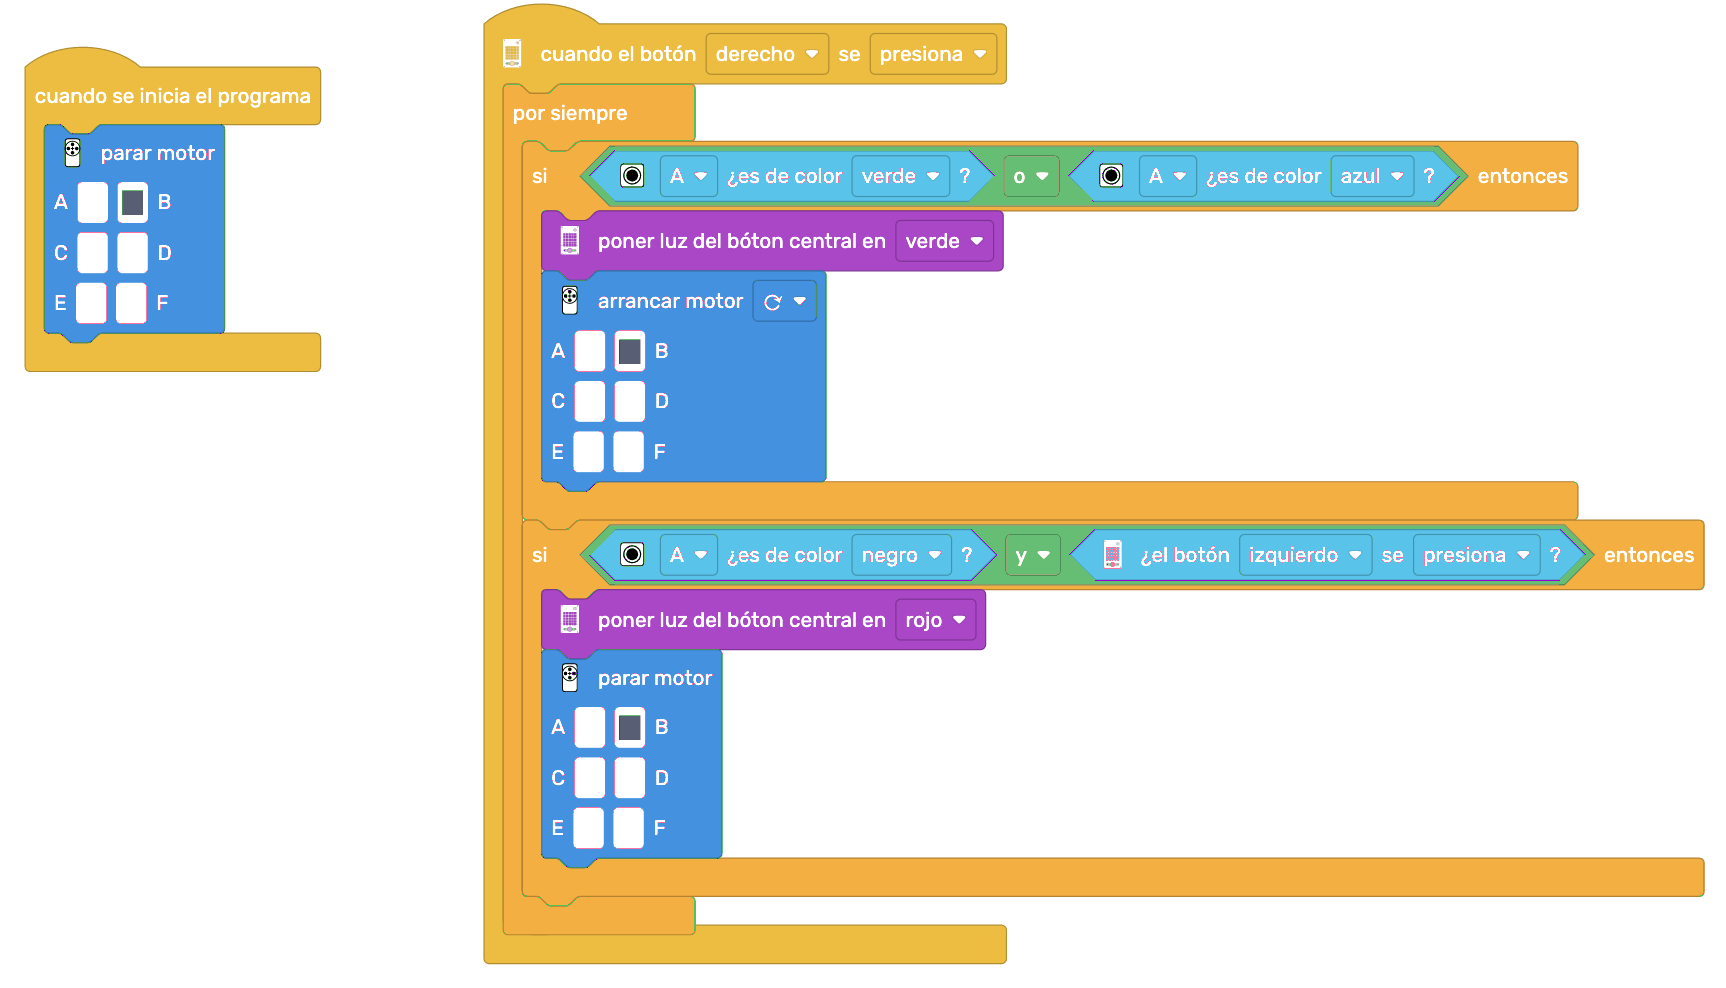 cuando se inicia el programa
parar motor
A B
C D
E F
cuando el botón derecho se presiona
por siempre
si A ¿es de color verde ? o A ¿es de color azul ? entonces
poner luz del bóton central en verde
arrancar motor
A B
C D
E F
si A ¿es de color negro ? y ¿el botón izquierdo se presiona ? entonces
poner luz del bóton central en rojo
parar motor
A B
C D
E F